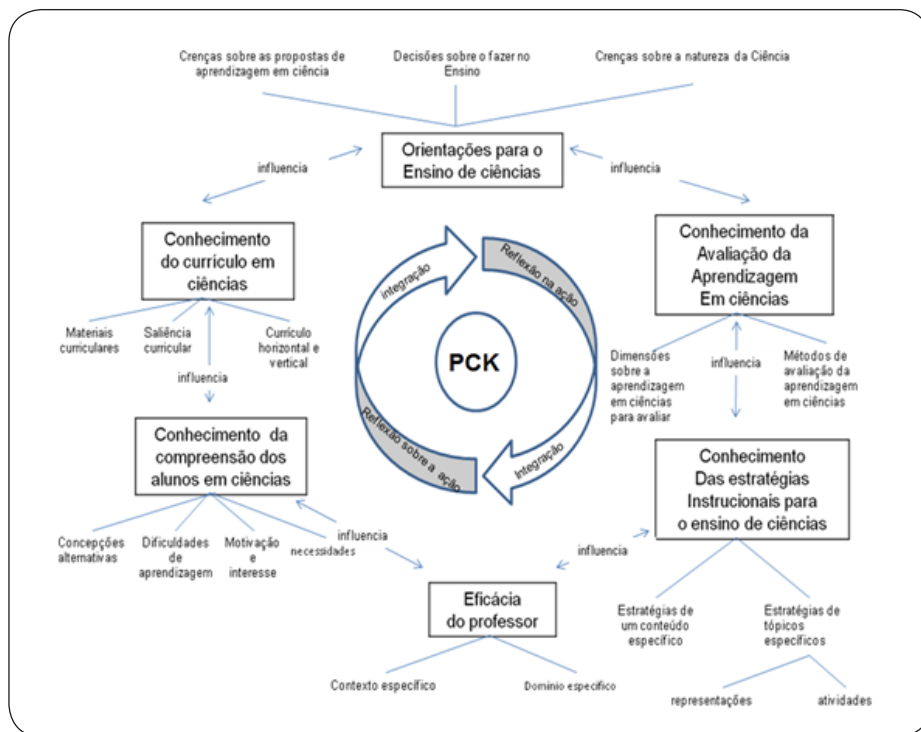 Crenças sobre as propostas de
aprendizagem em ciência
Decisões sobre o fazer no
Ensino
Crenças sobre a natureza da Ciência
Orientações para o
Ensino de ciências
influencia
influencia
Conhecimento
do currículo em
ciências
Conhecimento da
Avaliação da
Aprendizagem
Em ciências
integração
Reflexão na ação
PCK
Reflexão sobre a ação
Integração
Materiais
curriculares
Saliência
curricular
Currículo
horizontal e
vertical
influencia
Dimensões sobre
a aprendizagem
em ciências
para avaliar
influencia
Métodos de
avaliação da
aprendizagem
em ciências
Conhecimento da
compreensão dos
alunos em ciências
Conhecimento
Das estratégias
Instrucionais para
o ensino de ciências
Concepções
alternativas
Dificuldades
de
aprendizagem
Motivação
e
interesse
necessidades
influencia
influencia
Eficácia
do professor
Contexto específico
Domínio específico
Estratégias de
um conteúdo
específico
Estratégias de
tópicos
específicos
representações
atividades